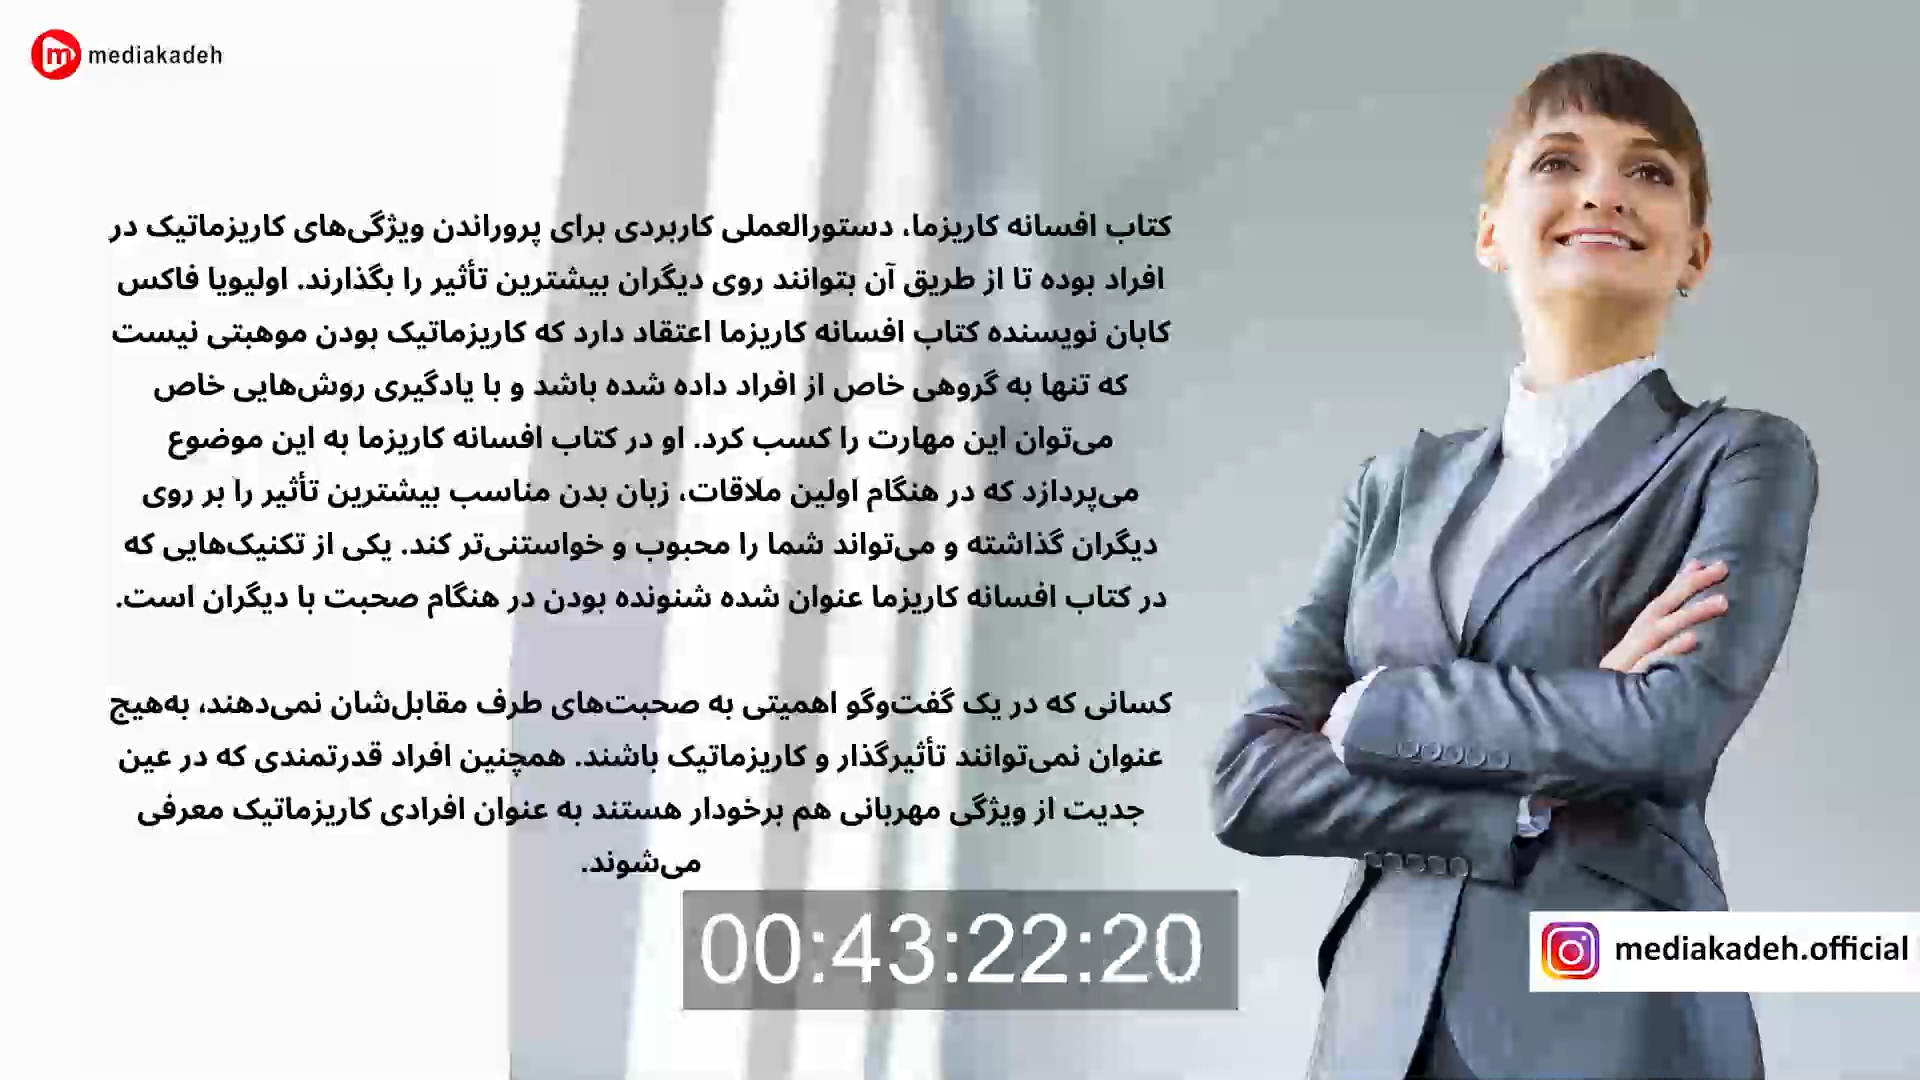 mediakadeh
کتاب افسانه کاریزما، دستورالعملی کاربردی برای پروراندن ویژگی‌های کاریزماتیک در
افراد بوده تا از طریق آن بتوانند روی دیگران بیشترین تأثیر را بگذارند. اولیویا فاکس
کابان نویسنده کتاب افسانه کاریزما اعتقاد دارد که کاریزماتیک بودن موهبتی نیست
که تنها به گروهی خاص از افراد داده شده باشد و با یادگیری روش‌هایی خاص
می‌توان این مهارت را کسب کرد. او در کتاب افسانه کاریزما به این موضوع
می‌پردازد که در هنگام اولین ملاقات، زبان بدن مناسب بیشترین تأثیر را بر روی
دیگران گذاشته و می‌تواند شما را محبوب و خواستنی‌تر کند. یکی از تکنیک‌هایی که
در کتاب افسانه کاریزما عنوان شده شنونده بودن در هنگام صحبت با دیگران است.
کسانی که در یک گفت‌وگو اهمیتی به صحبت‌های طرف مقابل‌شان نمی‌دهند، به‌هیچ
عنوان نمی‌توانند تأثیرگذار و کاریزماتیک باشند. همچنین افراد قدرتمندی که در عین
جدیت از ویژگی مهربانی هم برخودار هستند به عنوان افرادی کاریزماتیک معرفی
می‌شوند.
00:43:22:20
mediakadeh.official